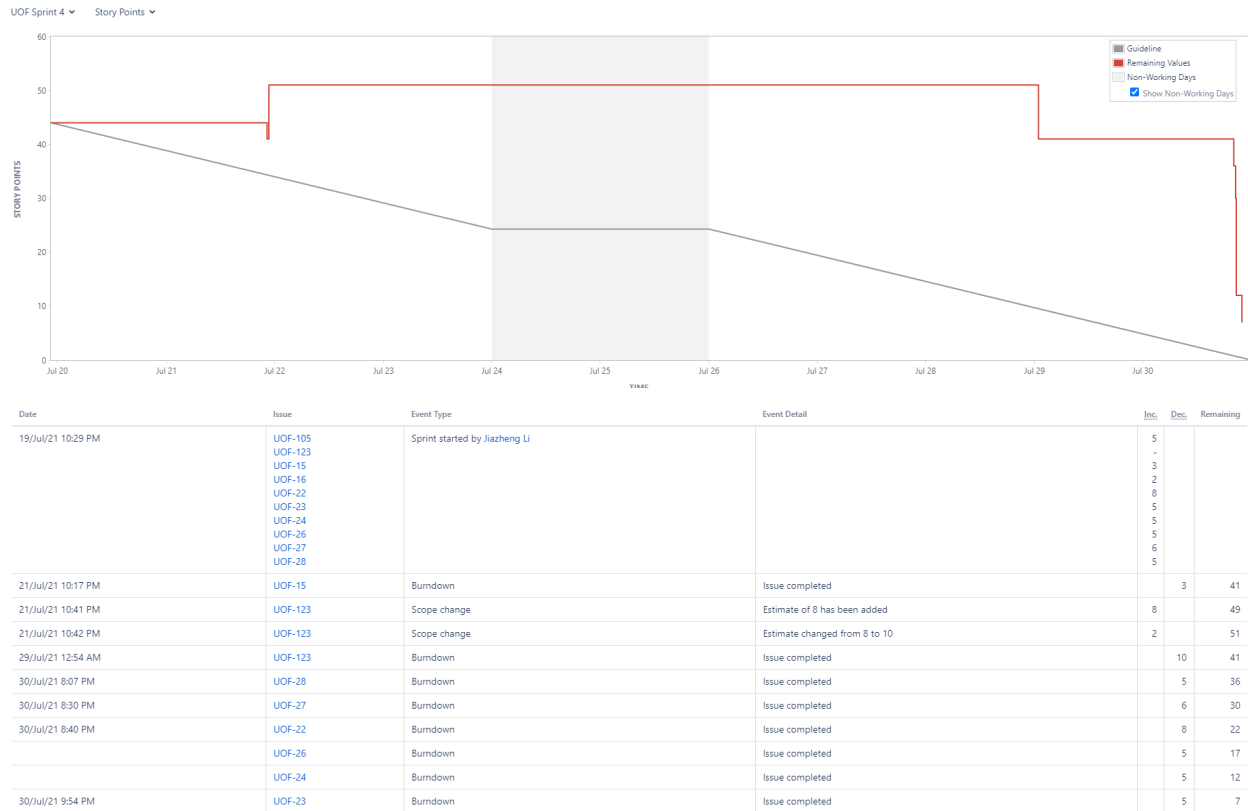 UOF Sprint 4 Story Points
60
50
40
30
20
10
0
STORY POINTS
Guideline
Remaining Values
Non-Working Days
Show Non-Working Days
Jul 20 Jul 21 Jul 22 Jul 23 Jul 24 Jul 25 Jul 26 Jul 27 Jul 28 Jul 29 Jul 30
TIME
Date Issue Event Type Event Detail Inc. Dec. Remaining
19/Jul/21 10:29 PM UOF-105 Sprint started by Jiazheng Li 5
UOF-123 -
UOF-15 3
UOF-16 2
UOF-22 8
UOF-23 5
UOF-24 5
UOF-26 5
UOF-27 6
UOF-28 5
21/Jul/21 10:17 PM UOF-15 Burndown Issue completed 3 41
21/Jul/21 10:41 PM UOF-123 Scope change Estimate of 8 has been added 8 49
21/Jul/21 10:42 PM UOF-123 Scope change Estimate changed from 8 to 10 2 51
29/Jul/21 12:54 AM UOF-123 Burndown Issue completed 10 41
30/Jul/21 8:07 PM UOF-28 Burndown Issue completed 5 36
30/Jul/21 8:30 PM UOF-27 Burndown Issue completed 6 30
30/Jul/21 8:40 PM UOF-22 Burndown Issue completed 8 22
UOF-26 Burndown Issue completed 5 17
UOF-24 Burndown Issue completed 5 12
30/Jul/21 9:54 PM UOF-23 Burndown Issue completed 5 7